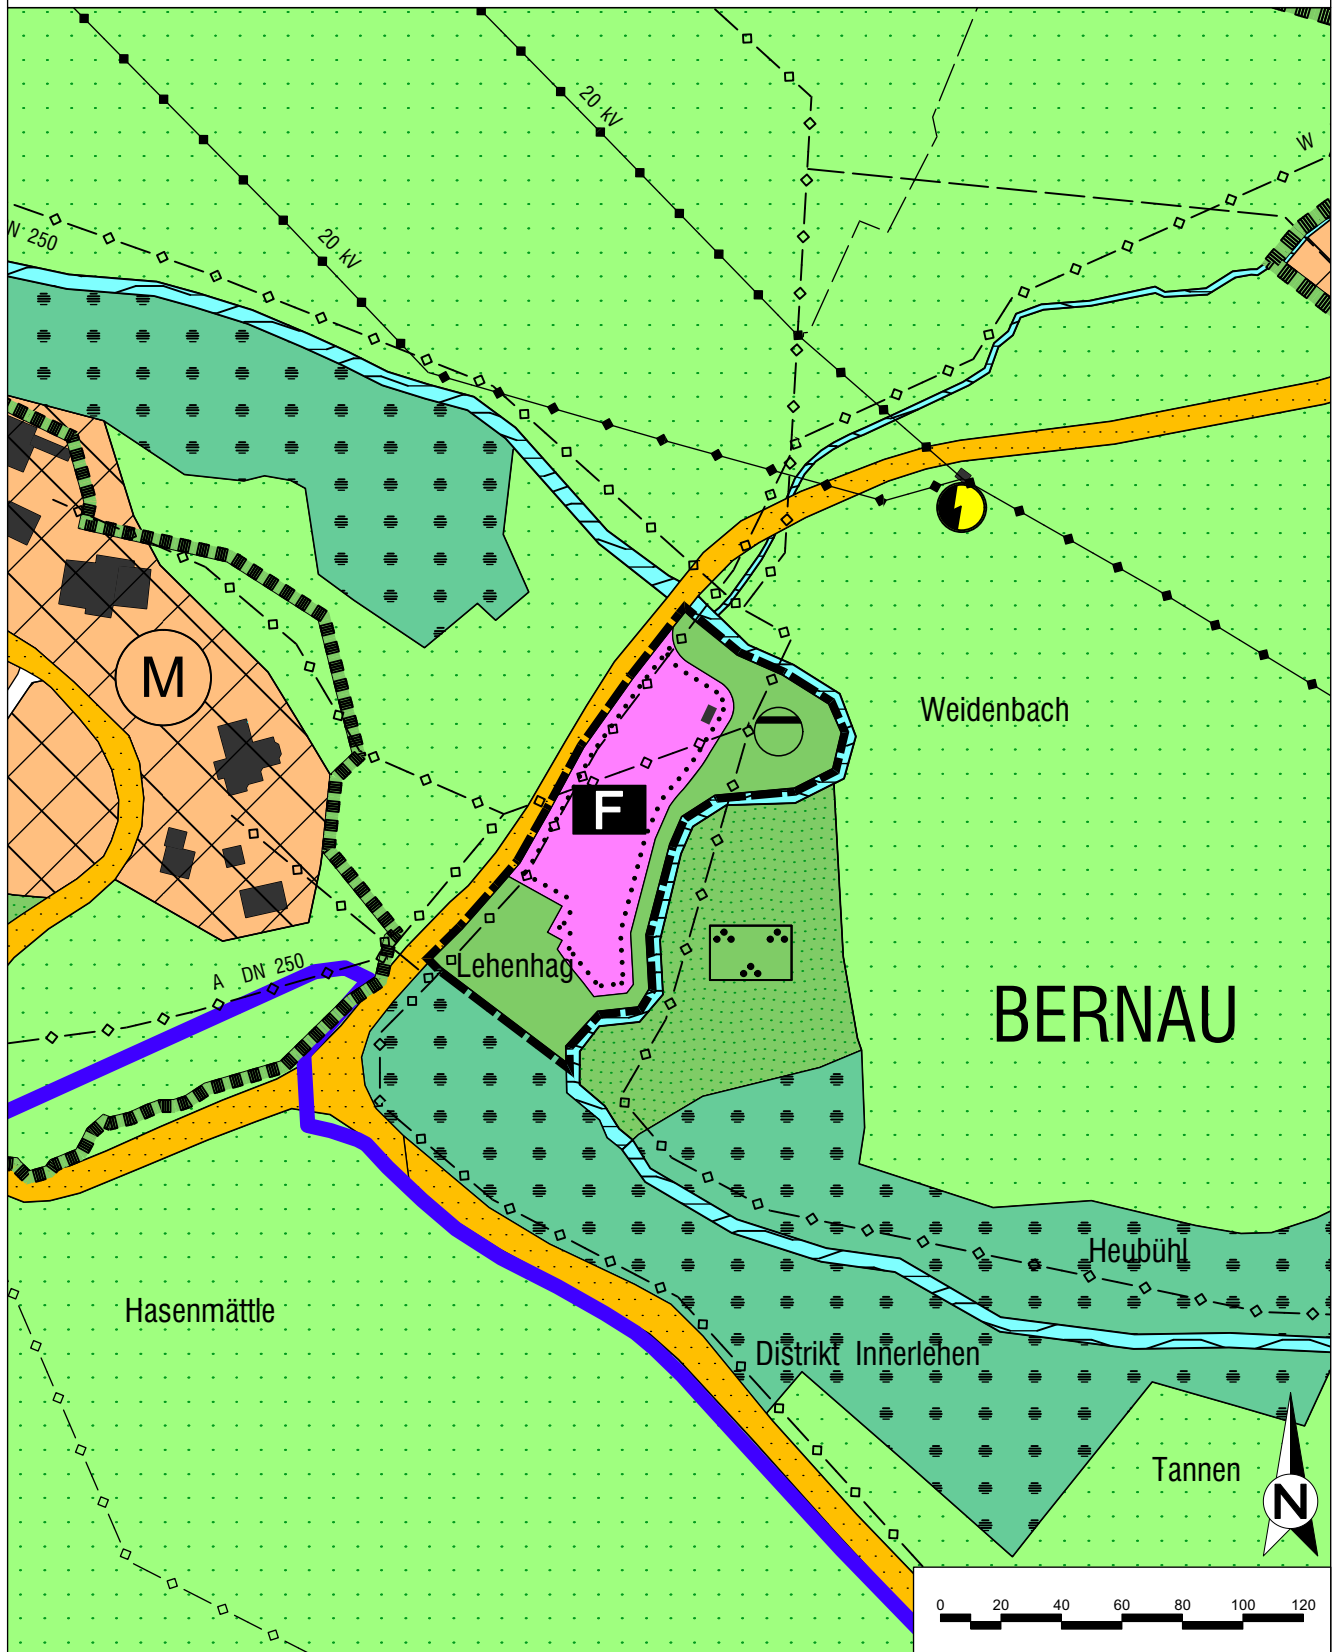 20 kV
W
N 250
20 kV
M
Weidenbach
F
A DN 250
Lehenhag
BERNAU
Heubühl
Hasenmättle
Distrikt Innerlehen
Tannen
N
0 20 40 60 80 100 120